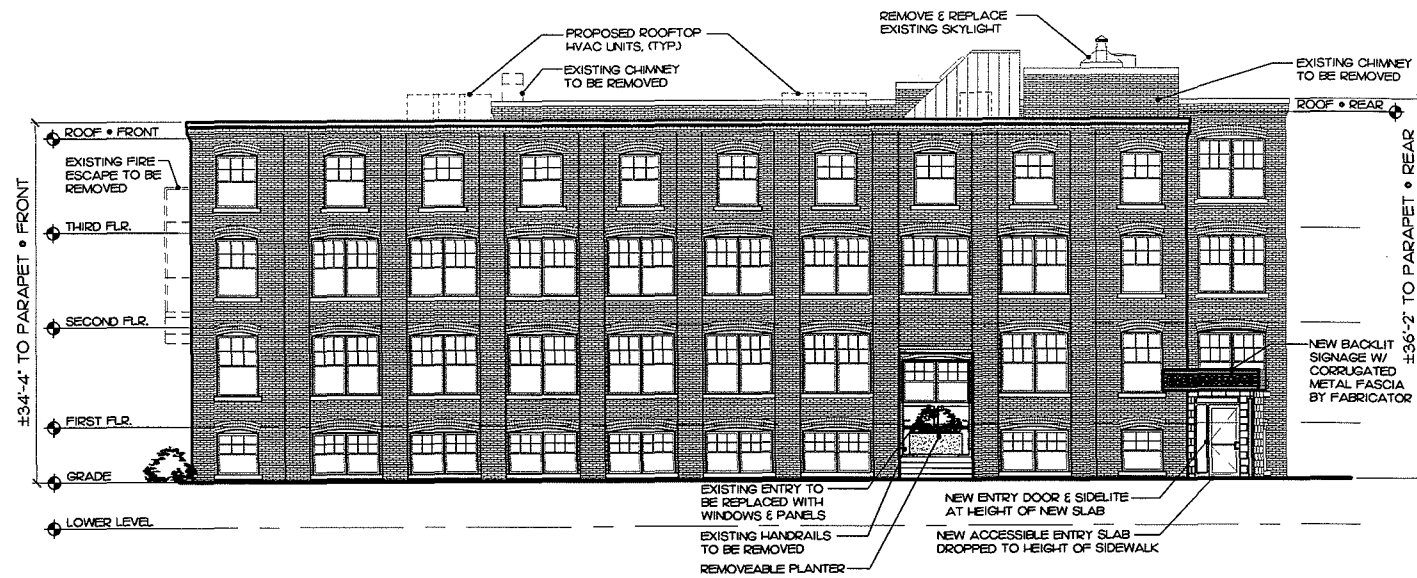 PROPOSED ROOFTOP
HVAC UNITS, (TYP.)
EXISTING CHIMNEY
TO BE REMOVED
REMOVE & REPLACE
EXISTING SKYLIGHT
EXISTING CHIMNEY
TO BE REMOVED
ROOF • REAR
ROOF • FRONT
EXISTING FIRE
ESCAPE TO BE
REMOVED
THIRD FLR.
SECOND FLR.
FIRST FLR.
GRADE
LOWER LEVEL
±34'-4" TO PARAPET • FRONT
±36'-2" TO PARAPET • REAR
NEW BACKLIT
SIGNAGE W/
CORRUGATED
METAL FASCIA
BY FABRICATOR
EXISTING ENTRY TO
BE REPLACED WITH
WINDOWS & PANELS
EXISTING HANDRAILS
TO BE REMOVED
REMOVEABLE PLANTER
NEW ENTRY DOOR & SIDELITE
AT HEIGHT OF NEW SLAB
NEW ACCESSIBLE ENTRY SLAB
DROPPED TO HEIGHT OF SIDEWALK